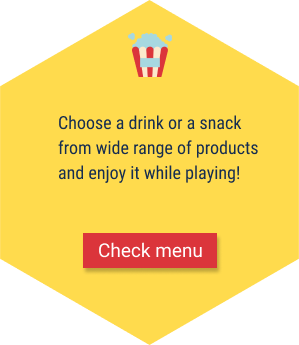 Choose a drink or a snack
from wide range of products
and enjoy it while playing!
Check menu